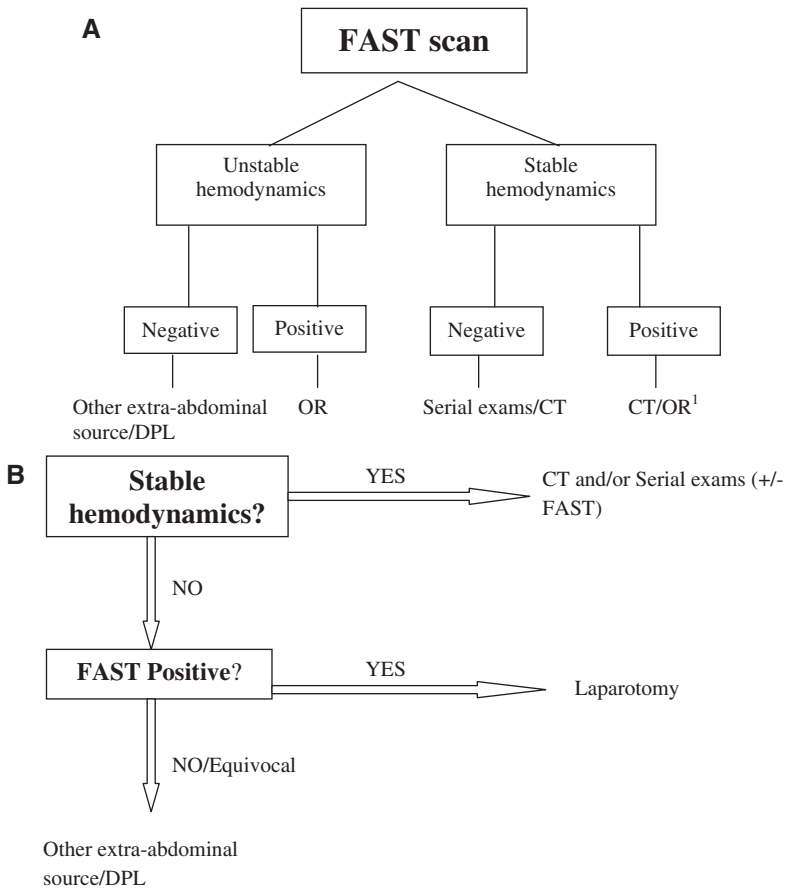 A
FAST scan
Unstable
hemodynamics
Stable
hemodynamics
Negative
Positive
Negative
Positive
Other extra-abdominal
source/DPL
OR
Serial exams/CT
CT/OR¹
B
Stable
hemodynamics?
YES
CT and/or Serial exams (+/-
FAST)
NO
FAST Positive?
YES
Laparotomy
NO/Equivocal
Other extra-abdominal
source/DPL